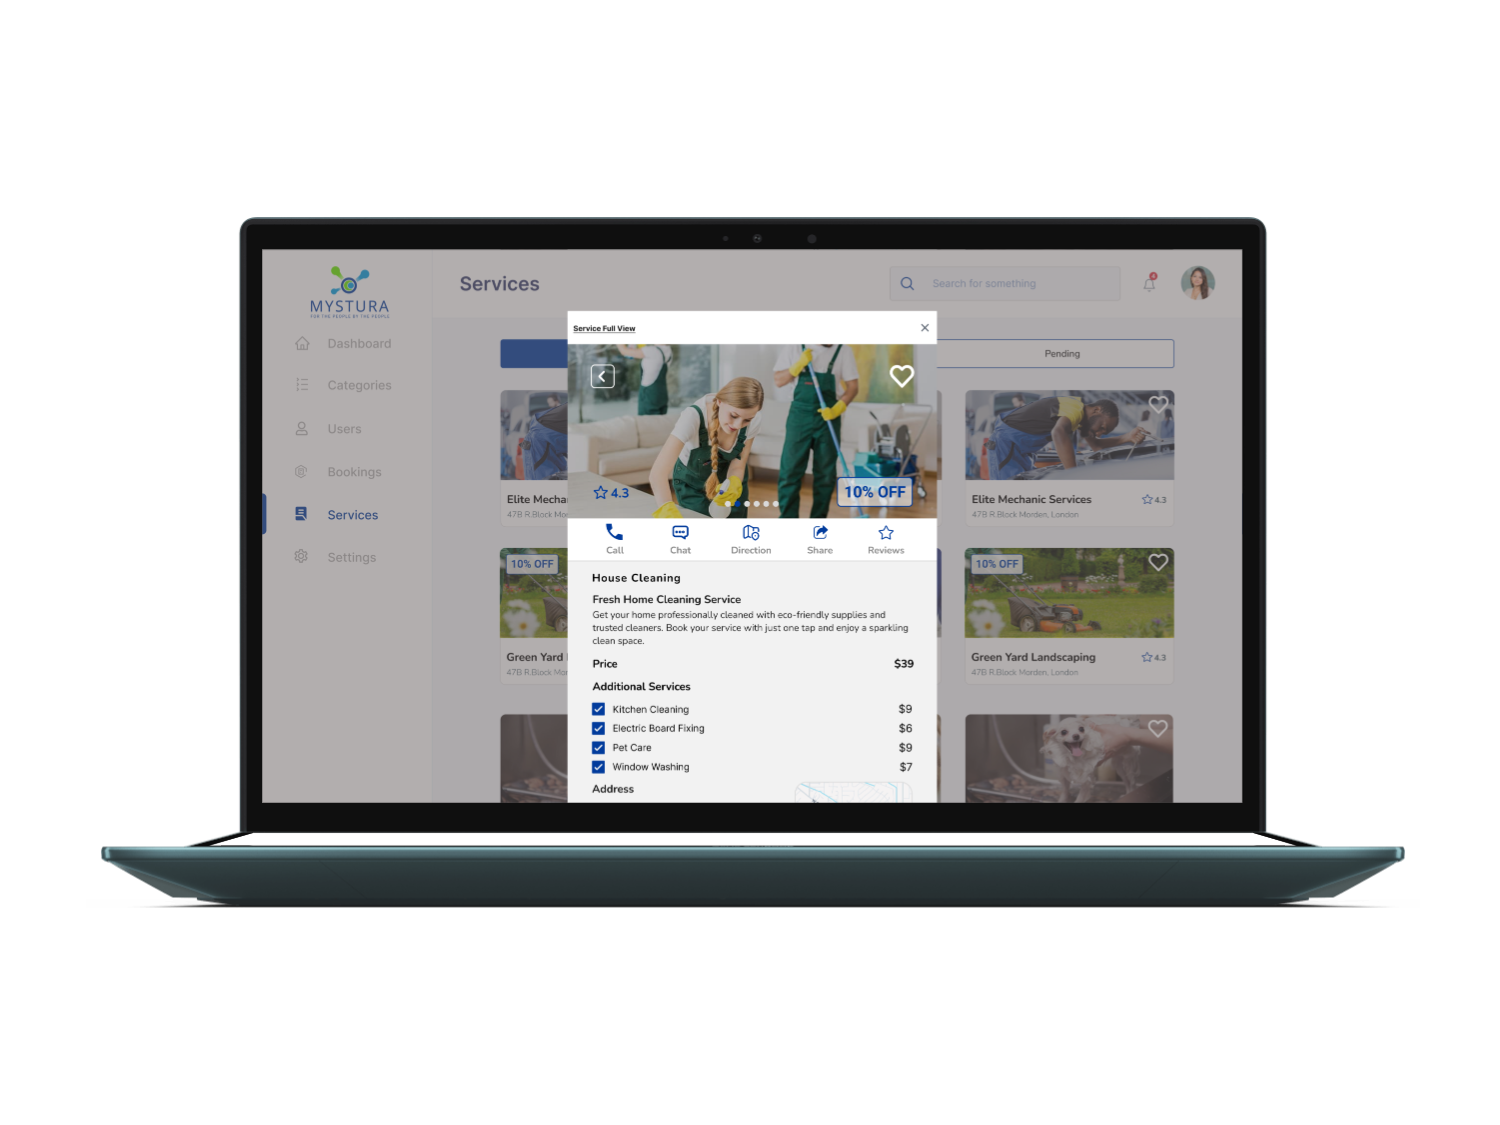 MYSTURA
FOR THE PEOPLE BY THE PEOPLE
Services
Search for something
Dashboard
Categories
Users
Bookings
Services
Settings
Pending
Service Full View
4.3
10% OFF
Call
Chat
Direction
Share
Reviews
House Cleaning
Fresh Home Cleaning Service
Get your home professionally cleaned with eco-friendly supplies and
trusted cleaners. Book your service with just one tap and enjoy a sparkling
clean space.
Price $39
Additional Services
Kitchen Cleaning $9
Electric Board Fixing $6
Pet Care $9
Window Washing $7
Address
Elite Mecha
47B R.Block Mo
Elite Mechanic Services 4.3
47B R.Block Morden, London
10% OFF
Green Yard
47B R.Block Mor
10% OFF
Green Yard Landscaping 4.3
47B R.Block Morden, London